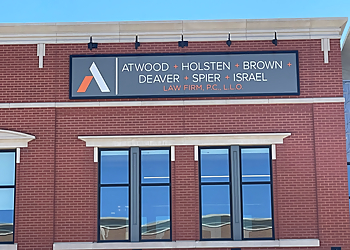 ATWOOD + HOLSTEN + BROWN +
DEAVER + SPIER + ISRAEL
LAW FIRM, P.C., L.L.O.